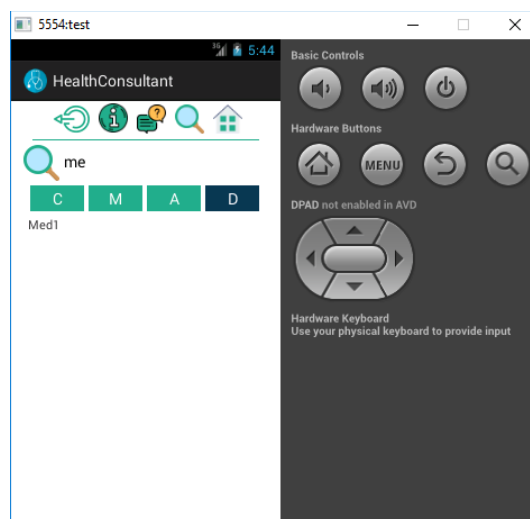 5554:test
3G 5:44
HealthConsultant
me
C M A D
Med1
Basic Controls
Hardware Buttons
MENU
DPAD not enabled in AVD
Hardware Keyboard
Use your physical keyboard to provide input